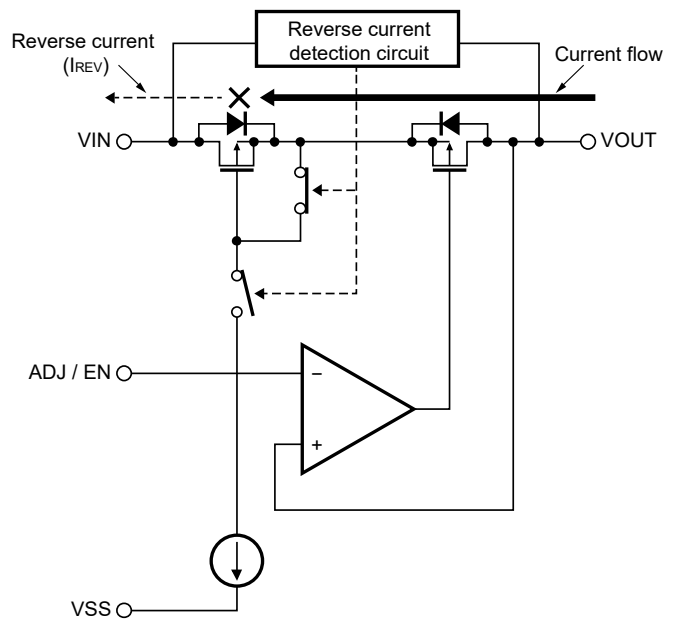 Reverse current
detection circuit
Reverse current
(IREV)
Current flow
VIN
VOUT
ADJ / EN
−
+
VSS